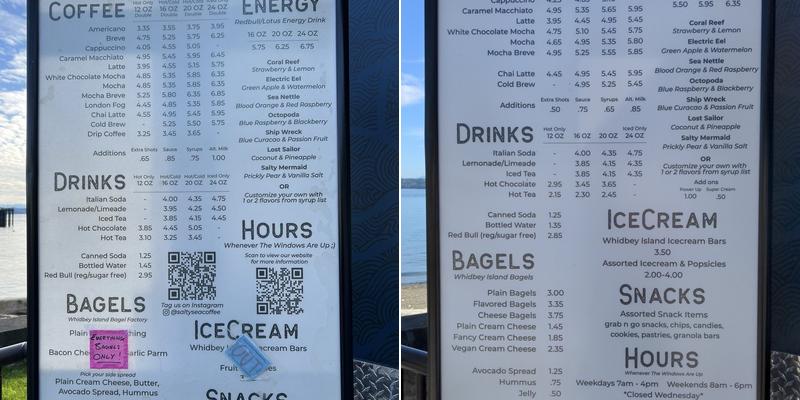 COFFEE
Hot Only Hot/Cold Hot/Cold Iced Only
12 OZ 16 OZ 20 OZ 24 OZ
Double Double
Americano 3.35 3.55 3.75 3.95
Breve 4.75 5.25 5.75 6.25
Cappuccino 4.05 4.55 5.05 -
Caramel Macchiato 4.95 5.45 5.95 6.45
Latte 3.95 4.55 5.15 5.75
White Chocolate Mocha 4.85 5.35 5.85 6.35
Mocha 4.85 5.35 5.85 6.35
Mocha Breve 5.25 5.80 6.35 6.85
London Fog 4.45 4.85 5.35 5.85
Chai Latte 4.55 4.95 5.45 5.95
Cold Brew - 5.25 5.50 5.75
Drip Coffee 3.25 3.45 3.65 -
Extra Shots Sauce Syrups Alt. Milk
Additions .65 .85 .75 1.00
DRINKS
Hot Only Hot/Cold Hot/Cold Iced Only
12 OZ 16 OZ 20 OZ 24 OZ
Italian Soda - 4.00 4.35 4.75
Lemonade/Limeade - 3.95 4.25 4.50
Iced Tea - 3.85 4.15 4.45
Hot Chocolate 3.85 4.45 5.05 -
Hot Tea 3.10 3.25 3.45 -
Canned Soda 1.25
Bottled Water 1.45
Red Bull (reg/sugar free) 2.95
Tag us on Instagram
@saltyseacoffee
BAGELS
Whidbey Island Bagel Factory
Plain
thing
EVERYTHING
BAGELS
ONLY!
Bacon Chee
arlic Parm
Pick your side spread
Plain Cream Cheese, Butter,
Avocado Spread, Hummus
ENERGY
Redbull/Lotus Energy Drink
16 OZ 20 OZ 24 OZ
5.75 6.25 6.75
Coral Reef
Strawberry & Lemon
Electric Eel
Green Apple & Watermelon
Sea Nettle
Blood Orange & Red Raspberry
Octopoda
Blue Raspberry & Blackberry
Ship Wreck
Blue Curacao & Passion Fruit
Lost Sailor
Coconut & Pineapple
Salty Mermaid
Prickly Pear & Vanilla Salt
OR
Customize your own with
1 or 2 flavors from syrup list
HOURS
Whenever The Windows Are Up ;)
Scan to view our website
for more information
ICECREAM
Whidbey
cream Bars
OUT
Fruit
es
SNACKS
Cappuccino
Caramel Macchiato 4.95 5.35 5.65 5.95
Latte 3.95 4.45 4.95 5.45
White Chocolate Mocha 4.75 5.10 5.45 5.75
Mocha 4.65 4.95 5.35 5.80
Mocha Breve 4.95 5.25 5.55 5.85
Chai Latte 4.45 4.95 5.45 5.95
Cold Brew - 4.95 5.25 5.45
Extra Shots Sauce Syrups Alt. Milk
Additions .50 .65 .65 .85
DRINKS
Hot Only Iced Only
12 OZ 16 OZ 20 OZ 24 OZ
Italian Soda - 4.00 4.35 4.75
Lemonade/Limeade - 3.85 4.15 4.35
Iced Tea - 3.85 4.15 4.35
Hot Chocolate 2.95 3.45 3.65 -
Hot Tea 2.15 2.30 2.45 -
Canned Soda 1.25
Bottled Water 1.35
Red Bull (reg/sugar free) 2.85
BAGELS
Whidbey Island Bagels
Plain Bagels 3.00
Flavored Bagels 3.35
Cheese Bagels 3.75
Plain Cream Cheese 1.45
Fancy Cream Cheese 1.85
Vegan Cream Cheese 2.35
Avocado Spread 1.25
Hummus .75
Jelly .50
5.50 5.95 6.35
Coral Reef
Strawberry & Lemon
Electric Eel
Green Apple & Watermelon
Sea Nettle
Blood Orange & Red Raspberry
Octopoda
Blue Raspberry & Blackberry
Ship Wreck
Blue Curacao & Passion Fruit
Lost Sailor
Coconut & Pineapple
Salty Mermaid
Prickly Pear & Vanilla Salt
OR
Customize your own with
1 or 2 flavors from syrup list
Add ons
Power Up Super Cream
1.00 .50
ICECREAM
Whidbey Island Icecream Bars
3.50
Assorted Icecream & Popsicles
2.00-4.00
SNACKS
Assorted Snack Items
grab n go snacks, chips, candies,
cookies, pastries, granola bars
HOURS
Whenever The Windows Are Up
Weekdays 7am - 4pm Weekends 8am - 6pm
*Closed Wednesday*